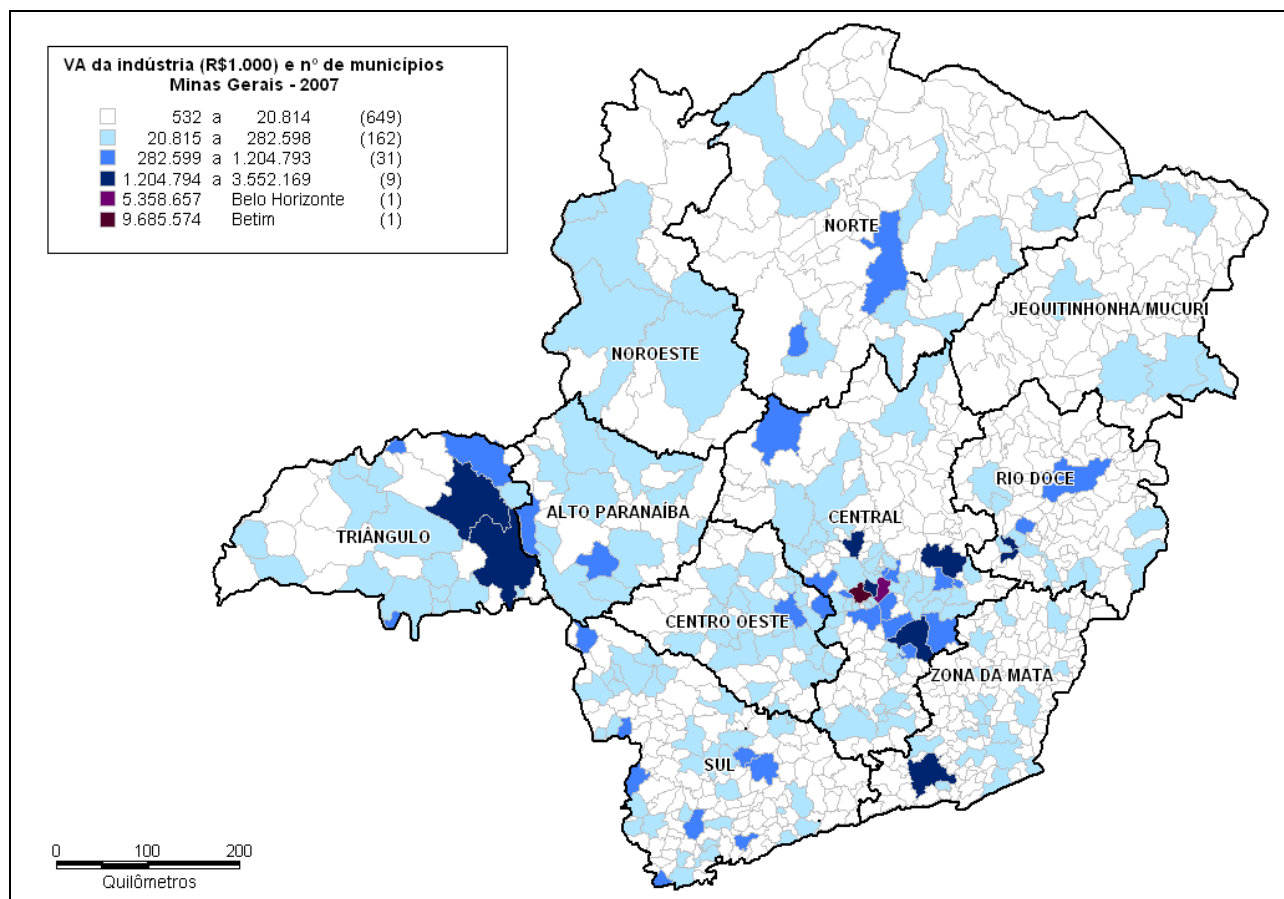 VA da indústria (R$1.000) e nº de municípios
Minas Gerais - 2007
532 a 20.814 (649)
20.815 a 282.598 (162)
282.599 a 1.204.793 (31)
1.204.794 a 3.552.169 (9)
5.358.657 Belo Horizonte (1)
9.685.574 Betim (1)
NORTE
JEQUITINHONHA/MUCURI
NOROESTE
RIO DOCE
ALTO PARANAÍBA
CENTRAL
TRIÂNGULO
CENTRO OESTE
ZONA DA MATA
SUL
0 100 200
Quilômetros